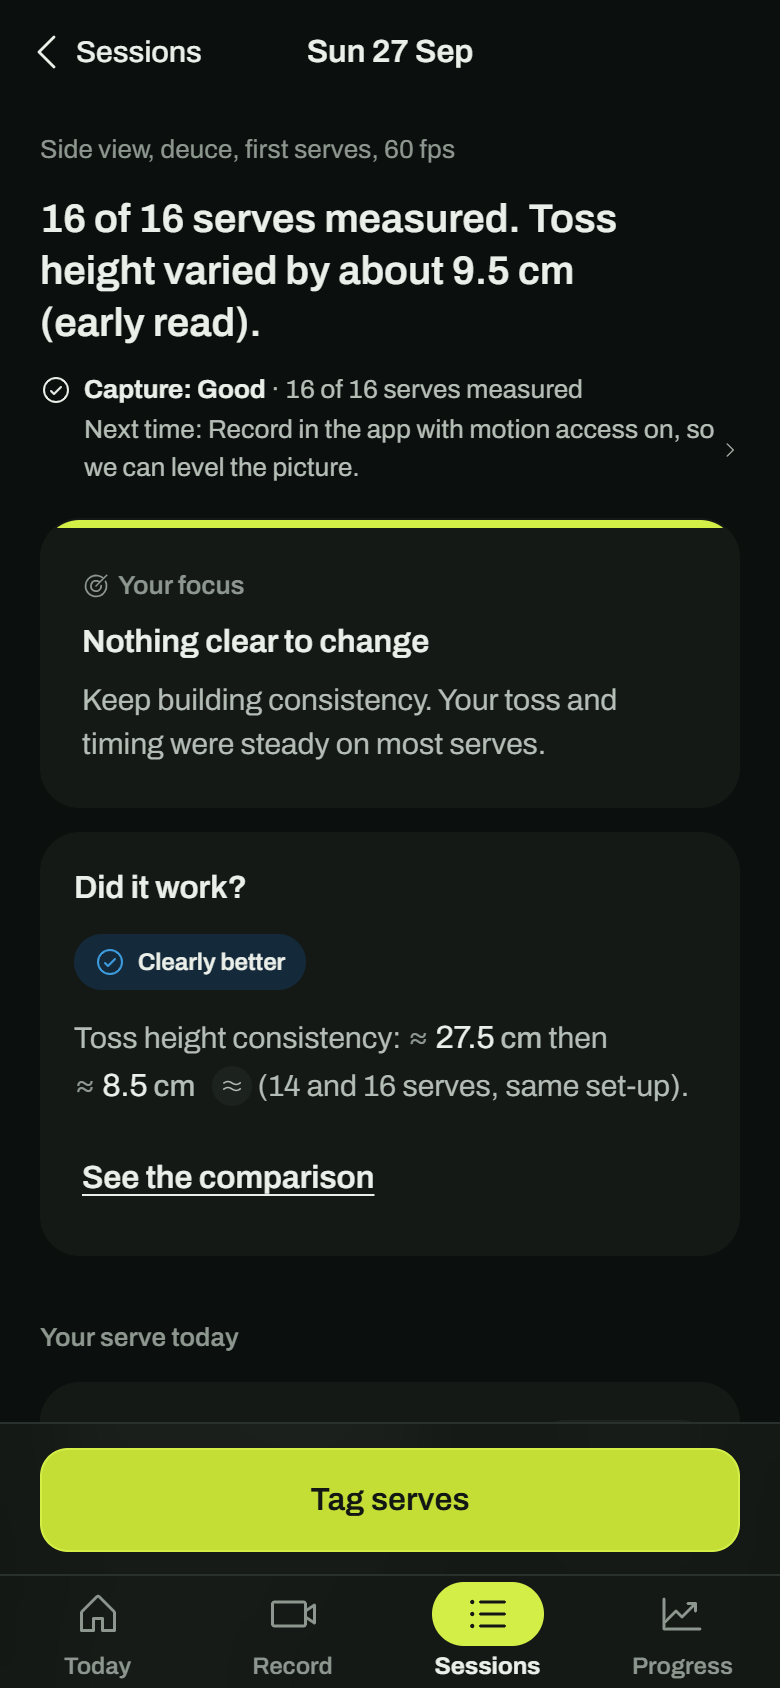 Sessions
Sun 27 Sep
Side view, deuce, first serves, 60 fps
16 of 16 serves measured. Toss
height varied by about 9.5 cm
(early read).
Capture: Good · 16 of 16 serves measured
Next time: Record in the app with motion access on, so
we can level the picture.
Your focus
Nothing clear to change
Keep building consistency. Your toss and
timing were steady on most serves.
Did it work?
Clearly better
Toss height consistency: ≈ 27.5 cm then
≈ 8.5 cm ≈ (14 and 16 serves, same set-up).
See the comparison
Your serve today
Tag serves
Today
Record
Sessions
Progress